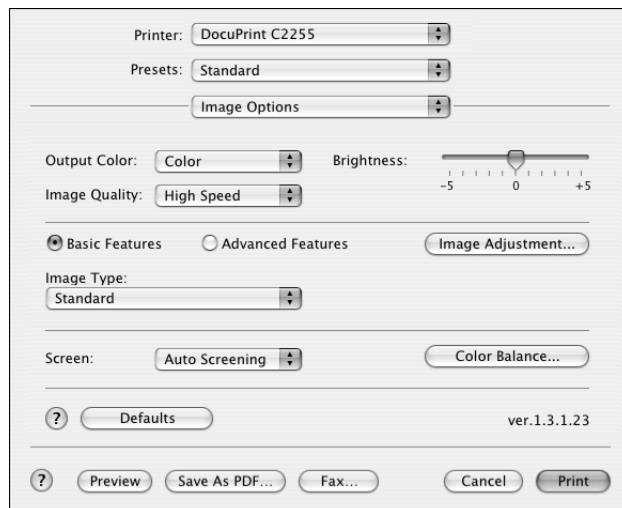 Printer: DocuPrint C2255
Presets: Standard
Image Options
Output Color: Color Brightness:
-5 0 +5
Image Quality: High Speed
Basic Features Advanced Features Image Adjustment...
Image Type:
Standard
Screen: Auto Screening Color Balance...
? Defaults ver.1.3.1.23
? Preview Save As PDF... Fax... Cancel Print